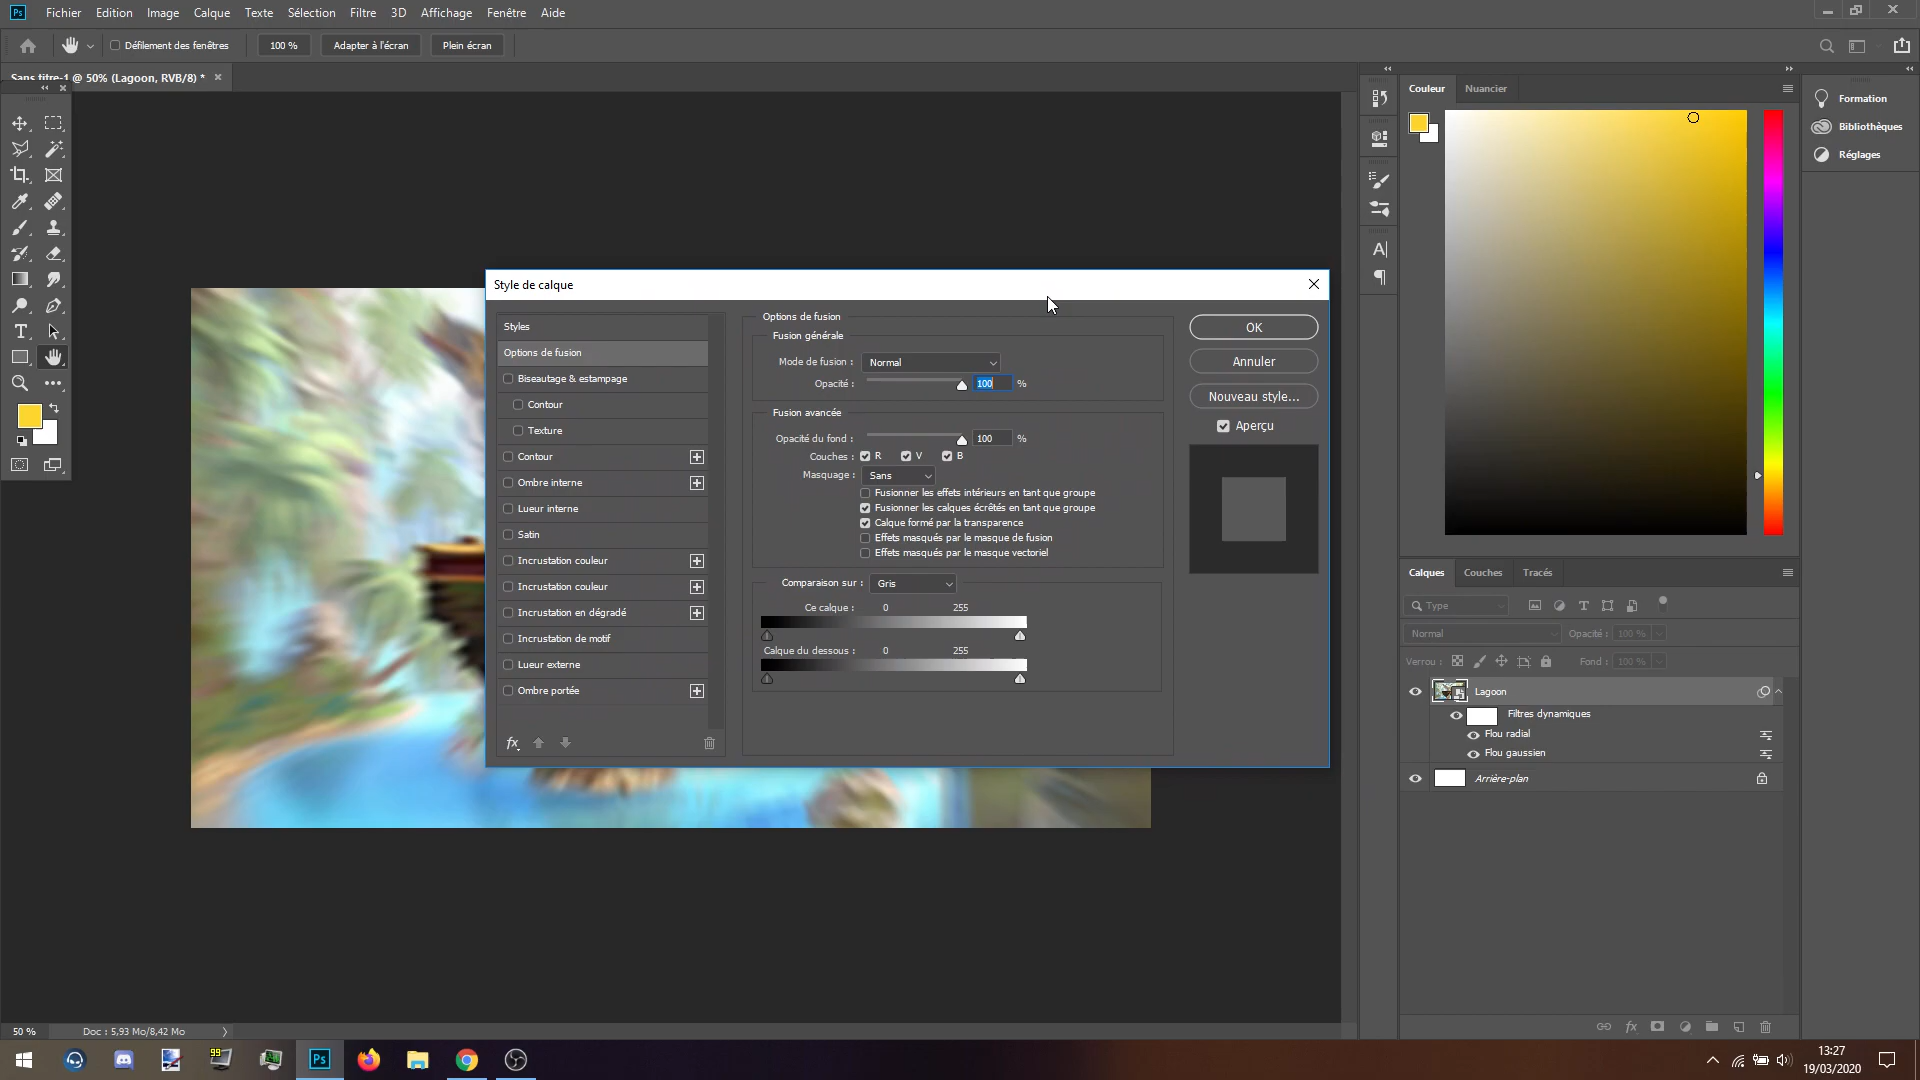 Ps Fichier Edition Image Calque Texte Sélection Filtre 3D Affichage Fenêtre Aide
Défilement des fenêtres 100 % Adapter à l'écran Plein écran
Sans titre-1 @ 50% (Lagoon, RVB/8) *
Couleur Nuancier
Formation
Bibliothèques
Réglages
Style de calque
Styles
Options de fusion
Biseautage & estampage
Contour
Texture
Contour
Ombre interne
Lueur interne
Satin
Incrustation couleur
Incrustation couleur
Incrustation en dégradé
Incrustation de motif
Lueur externe
Ombre portée
fx
Options de fusion
Fusion générale
Mode de fusion : Normal
Opacité : 100 %
Fusion avancée
Opacité du fond : 100 %
Couches : R V B
Masquage : Sans
Fusionner les effets intérieurs en tant que groupe
Fusionner les calques écrêtés en tant que groupe
Calque formé par la transparence
Effets masqués par le masque de fusion
Effets masqués par le masque vectoriel
Comparaison sur : Gris
Ce calque : 0 255
Calque du dessous : 0 255
OK
Annuler
Nouveau style...
Aperçu
Calques Couches Tracés
Type
Normal Opacité : 100 %
Verrou : Fond : 100 %
Lagoon
Filtres dynamiques
Flou radial
Flou gaussien
Arrière-plan
fx
50 % Doc : 5,93 Mo/8,42 Mo
99
Ps
13:27
19/03/2020